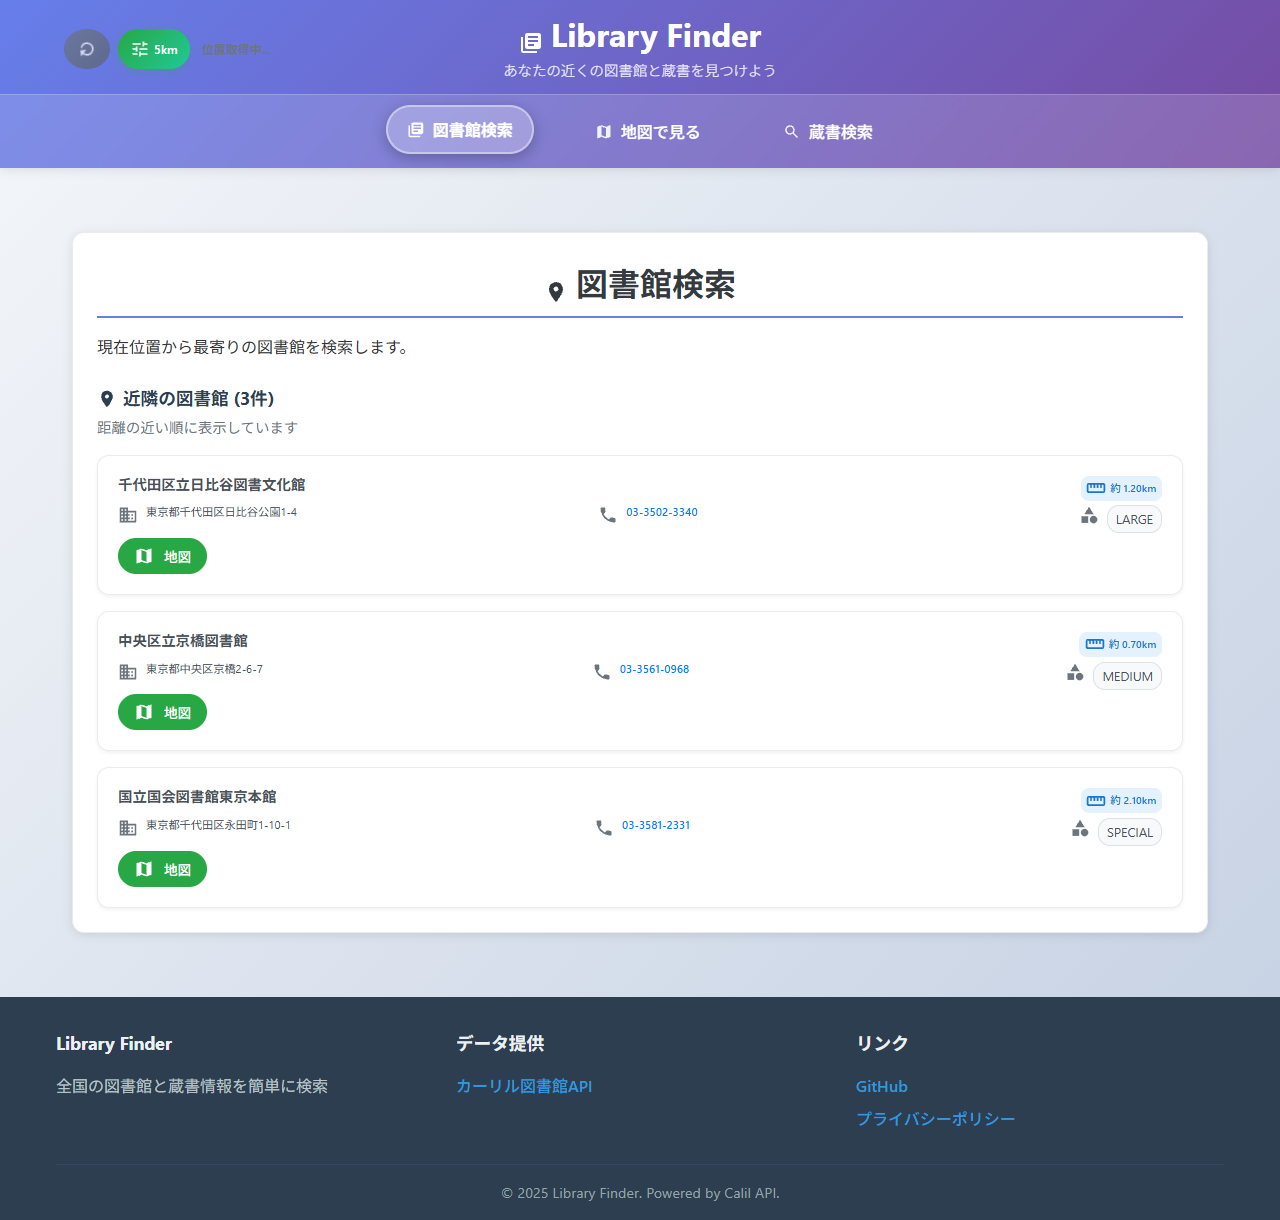 5km
位置取得中...
Library Finder
あなたの近くの図書館と蔵書を見つけよう
図書館検索
地図で見る
蔵書検索
図書館検索
現在位置から最寄りの図書館を検索します。
近隣の図書館 (3件)
距離の近い順に表示しています
千代田区立日比谷図書文化館
約 1.20km
東京都千代田区日比谷公園1-4
03-3502-3340
LARGE
地図
中央区立京橋図書館
約 0.70km
東京都中央区京橋2-6-7
03-3561-0968
MEDIUM
地図
国立国会図書館東京本館
約 2.10km
東京都千代田区永田町1-10-1
03-3581-2331
SPECIAL
地図
Library Finder
全国の図書館と蔵書情報を簡単に検索
データ提供
カーリル図書館API
リンク
GitHub
プライバシーポリシー
© 2025 Library Finder. Powered by Calil API.